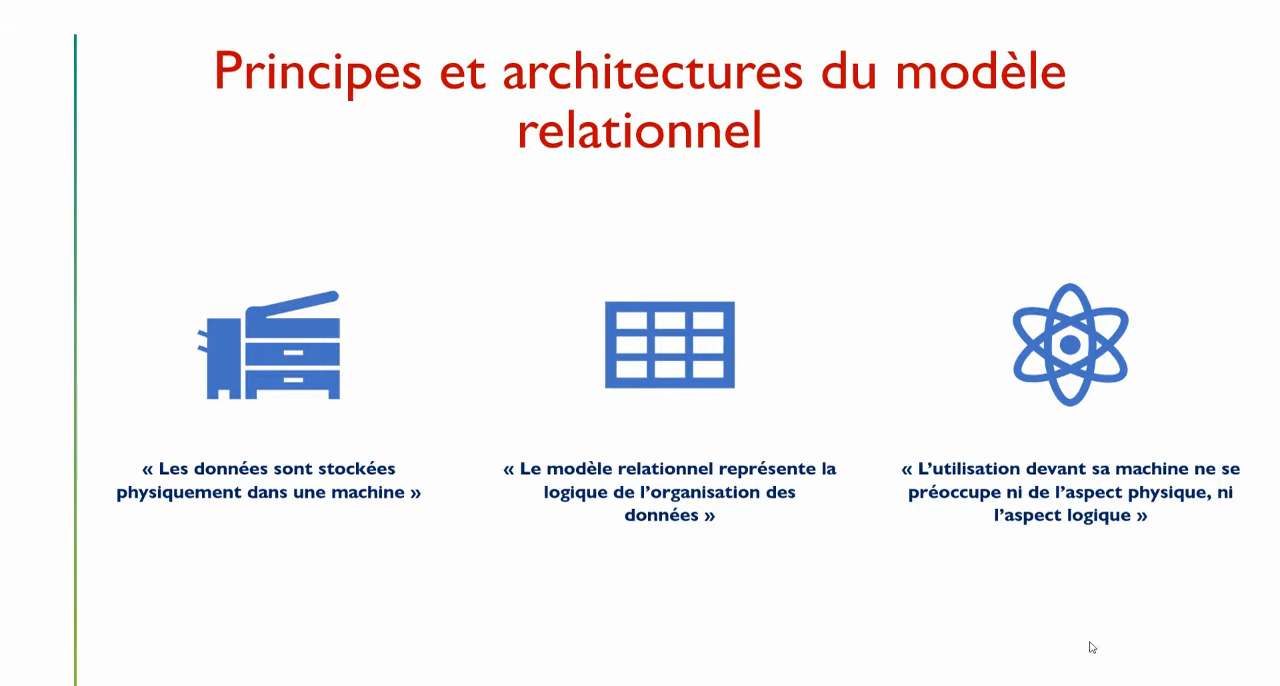 Principes et architectures du modèle
relationnel
« Les données sont stockées
physiquement dans une machine »
« Le modèle relationnel représente la
logique de l’organisation des
données »
« L’utilisation devant sa machine ne se
préoccupe ni de l’aspect physique, ni
l’aspect logique »